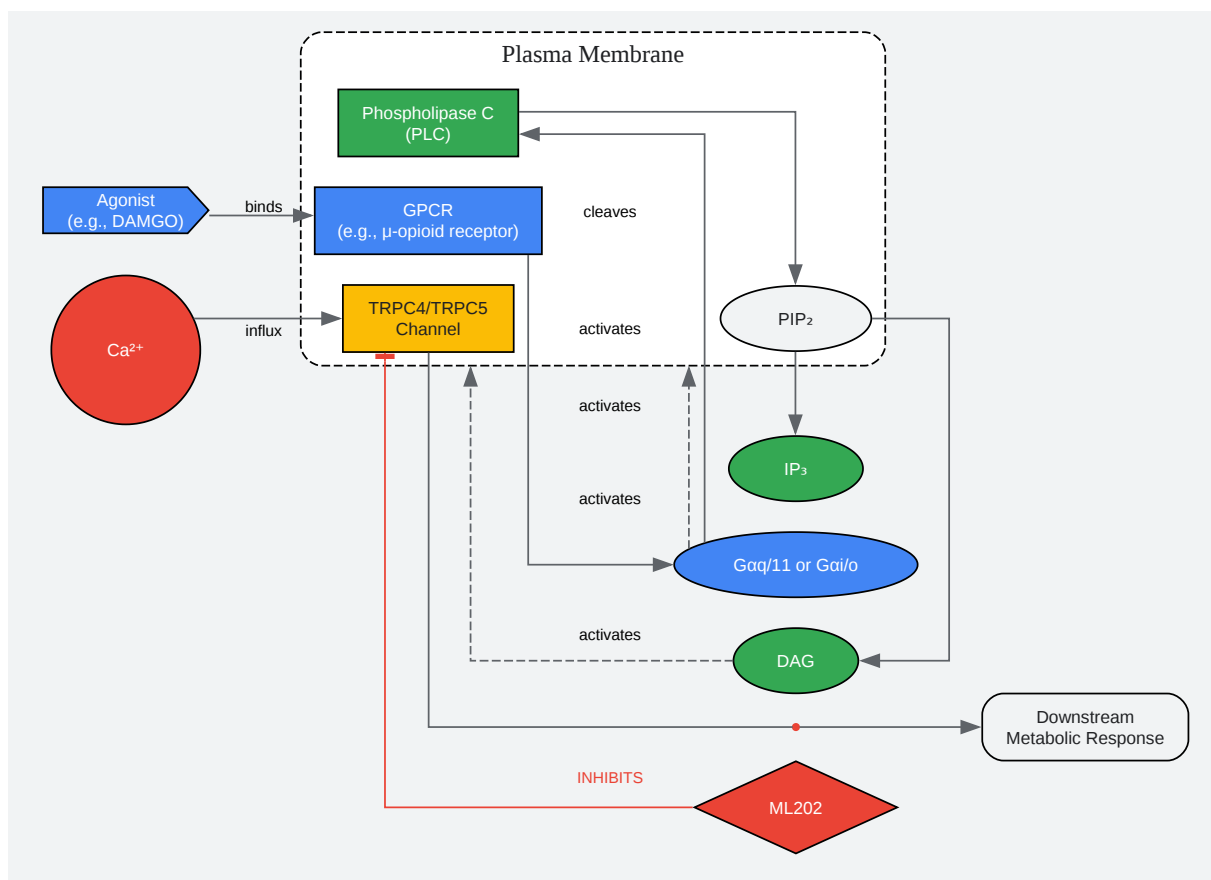 Plasma Membrane
Phospholipase C
(PLC)
Agonist
(e.g., DAMGO)
binds
GPCR
(e.g., μ-opioid receptor)
cleaves
Ca²⁺
influx
TRPC4/TRPC5
Channel
activates
PIP₂
activates
IP₃
activates
Gαq/11 or Gαi/o
activates
DAG
Downstream
Metabolic Response
INHIBITS
ML202